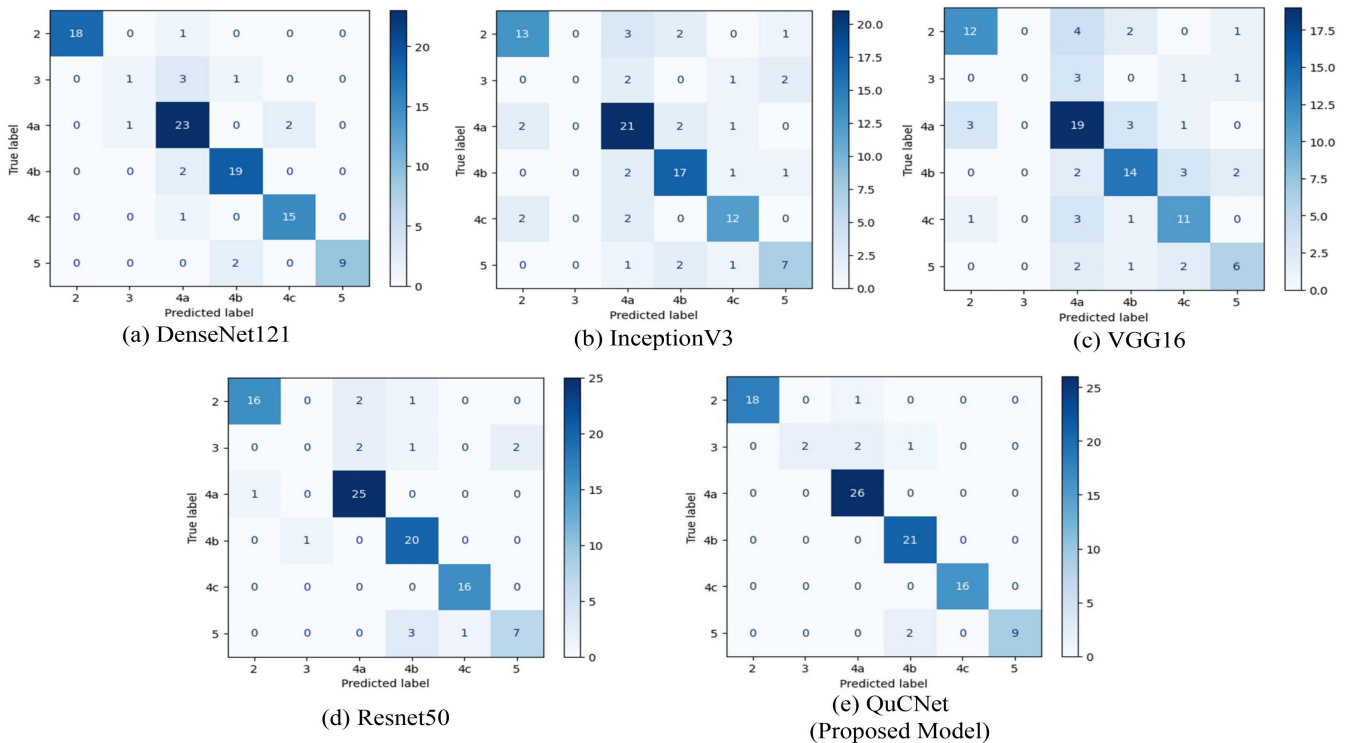 2 18 0 1 0 0 0
3 0 1 3 1 0 0
4a 0 1 23 0 2 0
4b 0 0 2 19 0 0
4c 0 0 1 0 15 0
5 0 0 0 2 0 9
2 3 4a 4b 4c 5
True label
Predicted label
20
15
10
5
0
(a) DenseNet121
2 13 0 3 2 0 1
3 0 0 2 0 1 2
4a 2 0 21 2 1 0
4b 0 0 2 17 1 1
4c 2 0 2 0 12 0
5 0 0 1 2 1 7
2 3 4a 4b 4c 5
True label
Predicted label
20.0
17.5
15.0
12.5
10.0
7.5
5.0
2.5
0.0
(b) InceptionV3
2 12 0 4 2 0 1
3 0 0 3 0 1 1
4a 3 0 19 3 1 0
4b 0 0 2 14 3 2
4c 1 0 3 1 11 0
5 0 0 2 1 2 6
2 3 4a 4b 4c 5
True label
Predicted label
17.5
15.0
12.5
10.0
7.5
5.0
2.5
0.0
(c) VGG16
2 16 0 2 1 0 0
3 0 0 2 1 0 2
4a 1 0 25 0 0 0
4b 0 1 0 20 0 0
4c 0 0 0 0 16 0
5 0 0 0 3 1 7
2 3 4a 4b 4c 5
True label
Predicted label
25
20
15
10
5
0
(d) Resnet50
2 18 0 1 0 0 0
3 0 2 2 1 0 0
4a 0 0 26 0 0 0
4b 0 0 0 21 0 0
4c 0 0 0 0 16 0
5 0 0 0 2 0 9
2 3 4a 4b 4c 5
True label
Predicted label
25
20
15
10
5
0
(e) QuCNet
(Proposed Model)